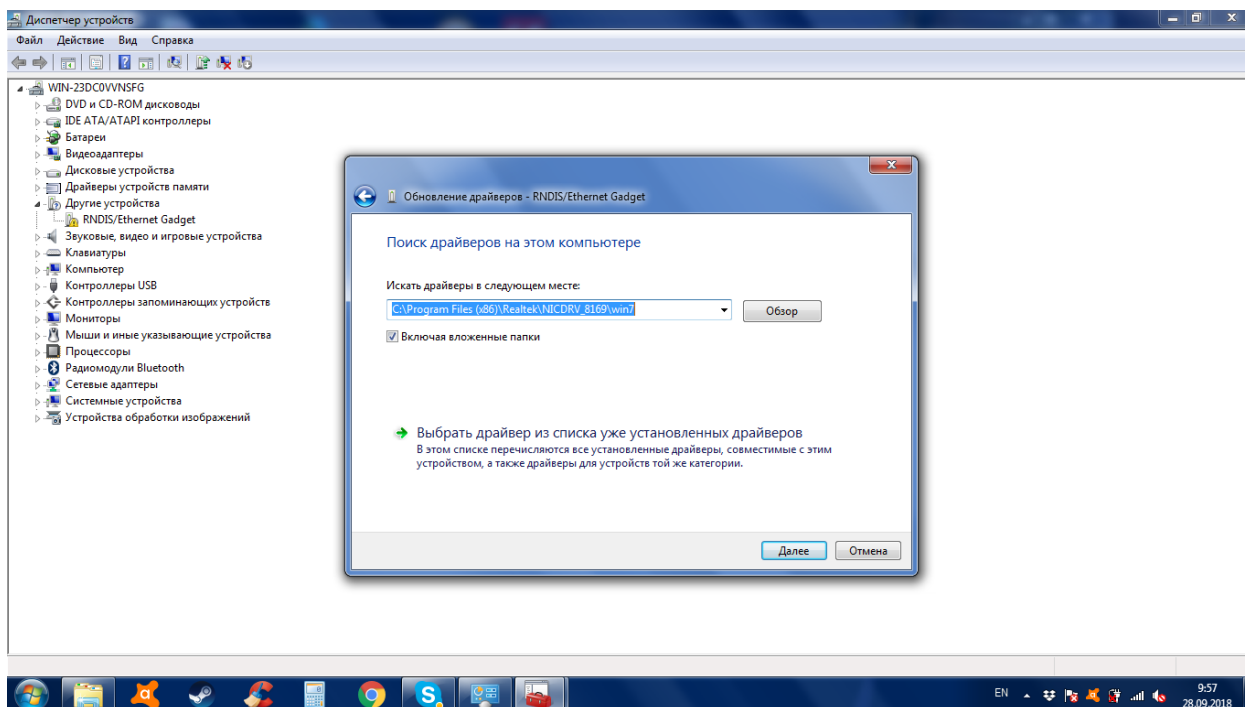 Диспетчер устройств
Файл Действие Вид Справка
WIN-23DC0VVNSFG
DVD и CD-ROM дисководы
IDE ATA/ATAPI контроллеры
Батареи
Видеоадаптеры
Дисковые устройства
Драйверы устройств памяти
Другие устройства
RNDIS/Ethernet Gadget
Звуковые, видео и игровые устройства
Клавиатуры
Компьютер
Контроллеры USB
Контроллеры запоминающих устройств
Мониторы
Мыши и иные указывающие устройства
Процессоры
Радиомодули Bluetooth
Сетевые адаптеры
Системные устройства
Устройства обработки изображений
Обновление драйверов - RNDIS/Ethernet Gadget
Поиск драйверов на этом компьютере
Искать драйверы в следующем месте:
C:\Program Files (x86)\Realtek\NICDRV_8169\win7
Обзор
Включая вложенные папки
Выбрать драйвер из списка уже установленных драйверов
В этом списке перечисляются все установленные драйверы, совместимые с этим
устройством, а также драйверы для устройств той же категории.
Далее Отмена
EN
9:57
28.09.2018